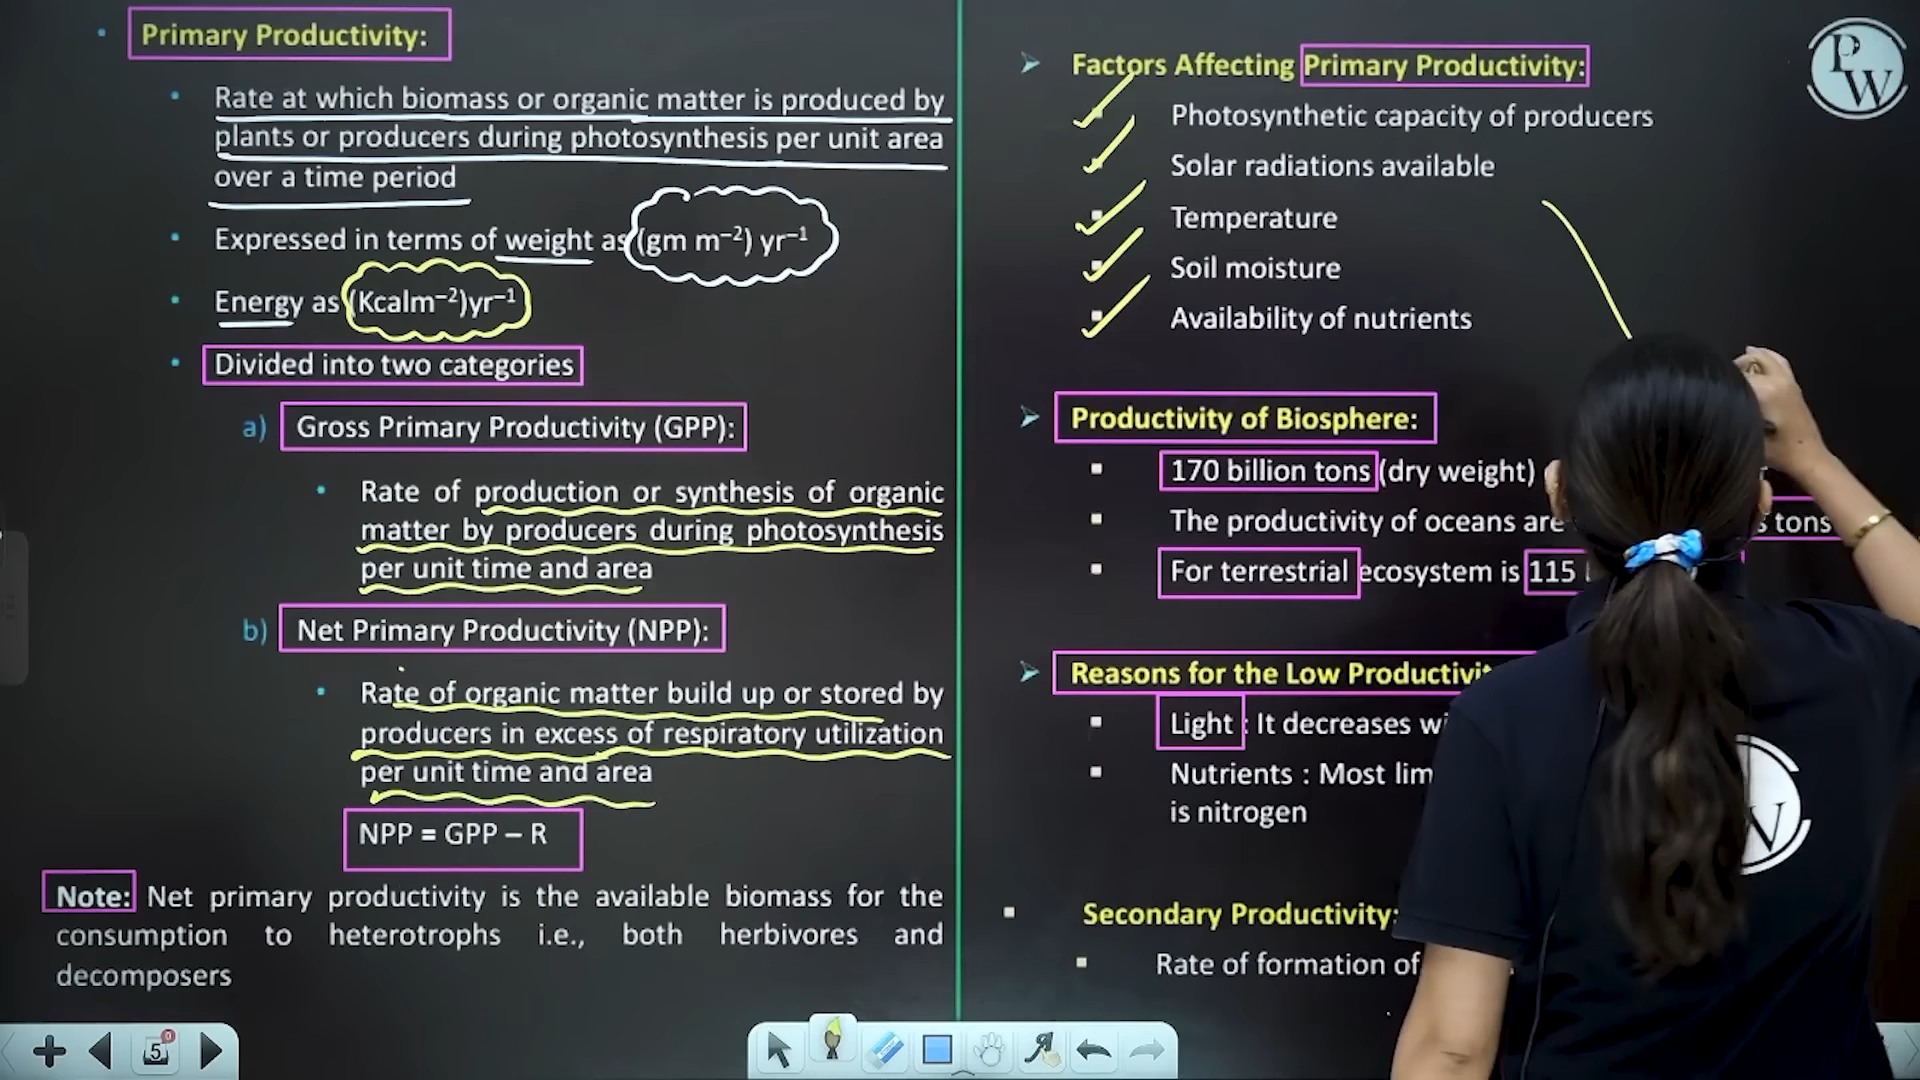 Primary Productivity:
Rate at which biomass or organic matter is produced by
plants or producers during photosynthesis per unit area
over a time period
Expressed in terms of weight as (gm m⁻²) yr⁻¹
Energy as (Kcalm⁻²)yr⁻¹
Divided into two categories
a) Gross Primary Productivity (GPP):
Rate of production or synthesis of organic
matter by producers during photosynthesis
per unit time and area
b) Net Primary Productivity (NPP):
Rate of organic matter build up or stored by
producers in excess of respiratory utilization
per unit time and area
NPP = GPP – R
Note: Net primary productivity is the available biomass for the
consumption to heterotrophs i.e., both herbivores and
decomposers
Factors Affecting Primary Productivity:
Photosynthetic capacity of producers
Solar radiations available
Temperature
Soil moisture
Availability of nutrients
Productivity of Biosphere:
170 billion tons (dry weight)
The productivity of oceans are tons
For terrestrial ecosystem is 115
Reasons for the Low
Light : It decreases
Nutrients : Most
is nitrogen
Secondary Productivity:
Rate of formation of
PW
W
5
0